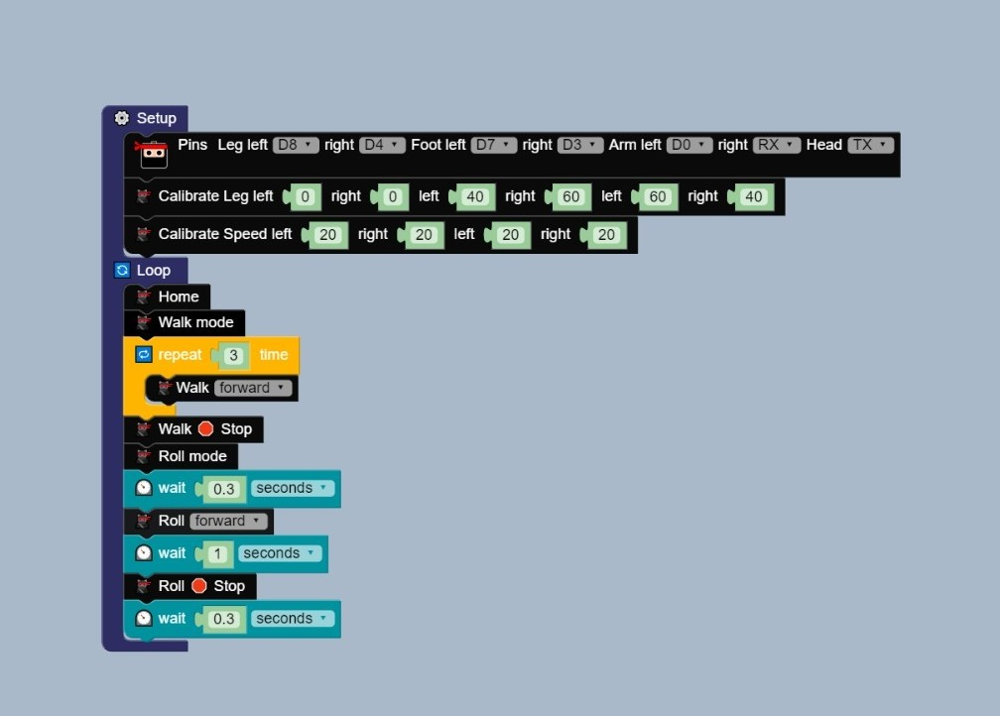 Setup
Pins Leg left D8 right D4 Foot left D7 right D3 Arm left D0 right RX Head TX
Calibrate Leg left 0 right 0 left 40 right 60 left 60 right 40
Calibrate Speed left 20 right 20 left 20 right 20
Loop
Home
Walk mode
repeat 3 time
Walk forward
Walk Stop
Roll mode
wait 0.3 seconds
Roll forward
wait 1 seconds
Roll Stop
wait 0.3 seconds